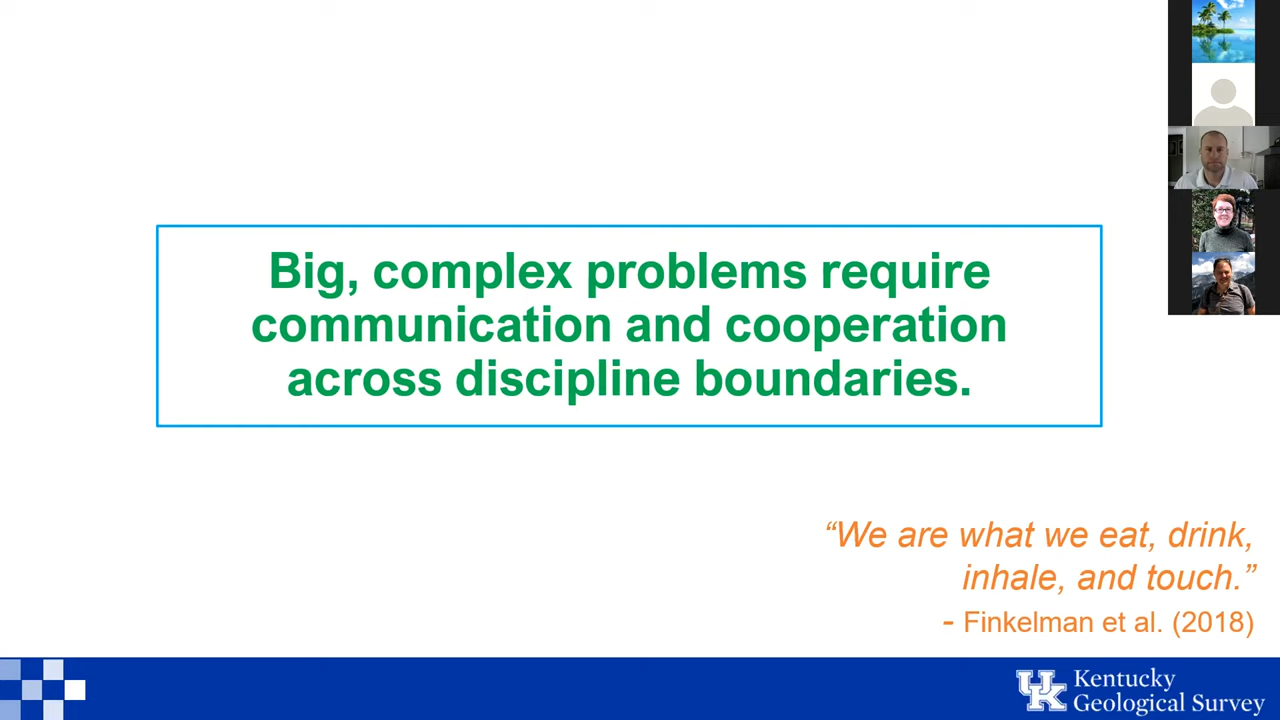 Big, complex problems require
communication and cooperation
across discipline boundaries.
“We are what we eat, drink,
inhale, and touch.”
- Finkelman et al. (2018)
UK
Kentucky
Geological Survey